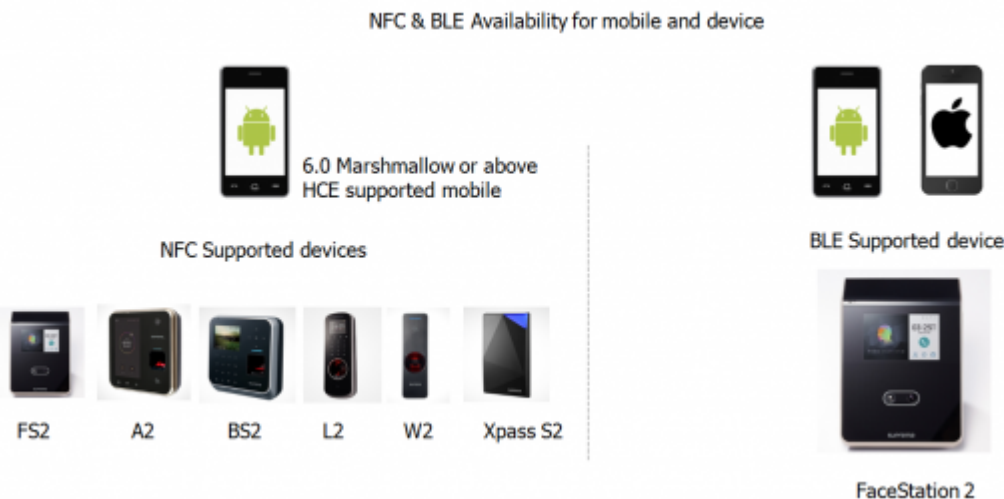 NFC & BLE Availability for mobile and device
6.0 Marshmallow or above
HCE supported mobile
NFC Supported devices
BLE Supported device
FS2
A2
BS2
L2
W2
Xpass S2
FaceStation 2